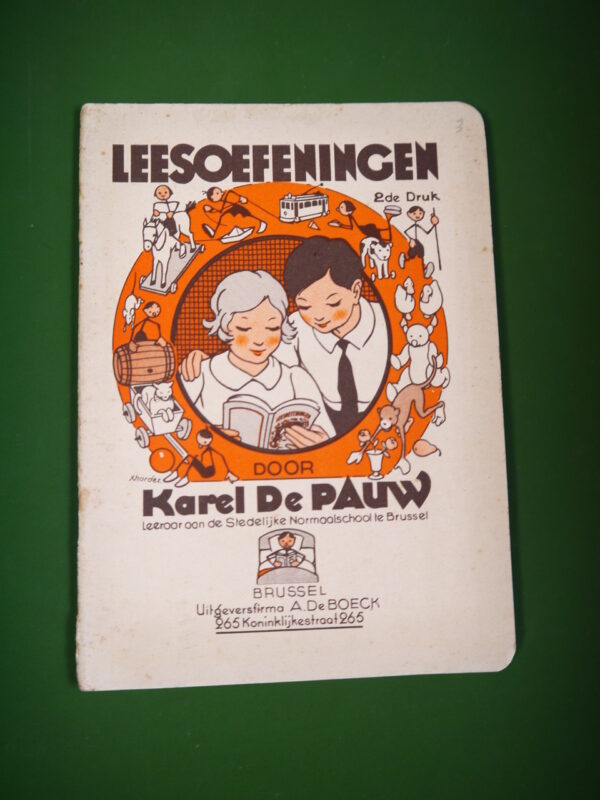 LEESOEFENINGEN
2de Druk
DOOR
Karel De PAUW
Leeraar aan de Stedelijke Normaalschool te Brussel
BRUSSEL
Uitgeversfirma A. De BOECK
265 Koninklijkestraat 265